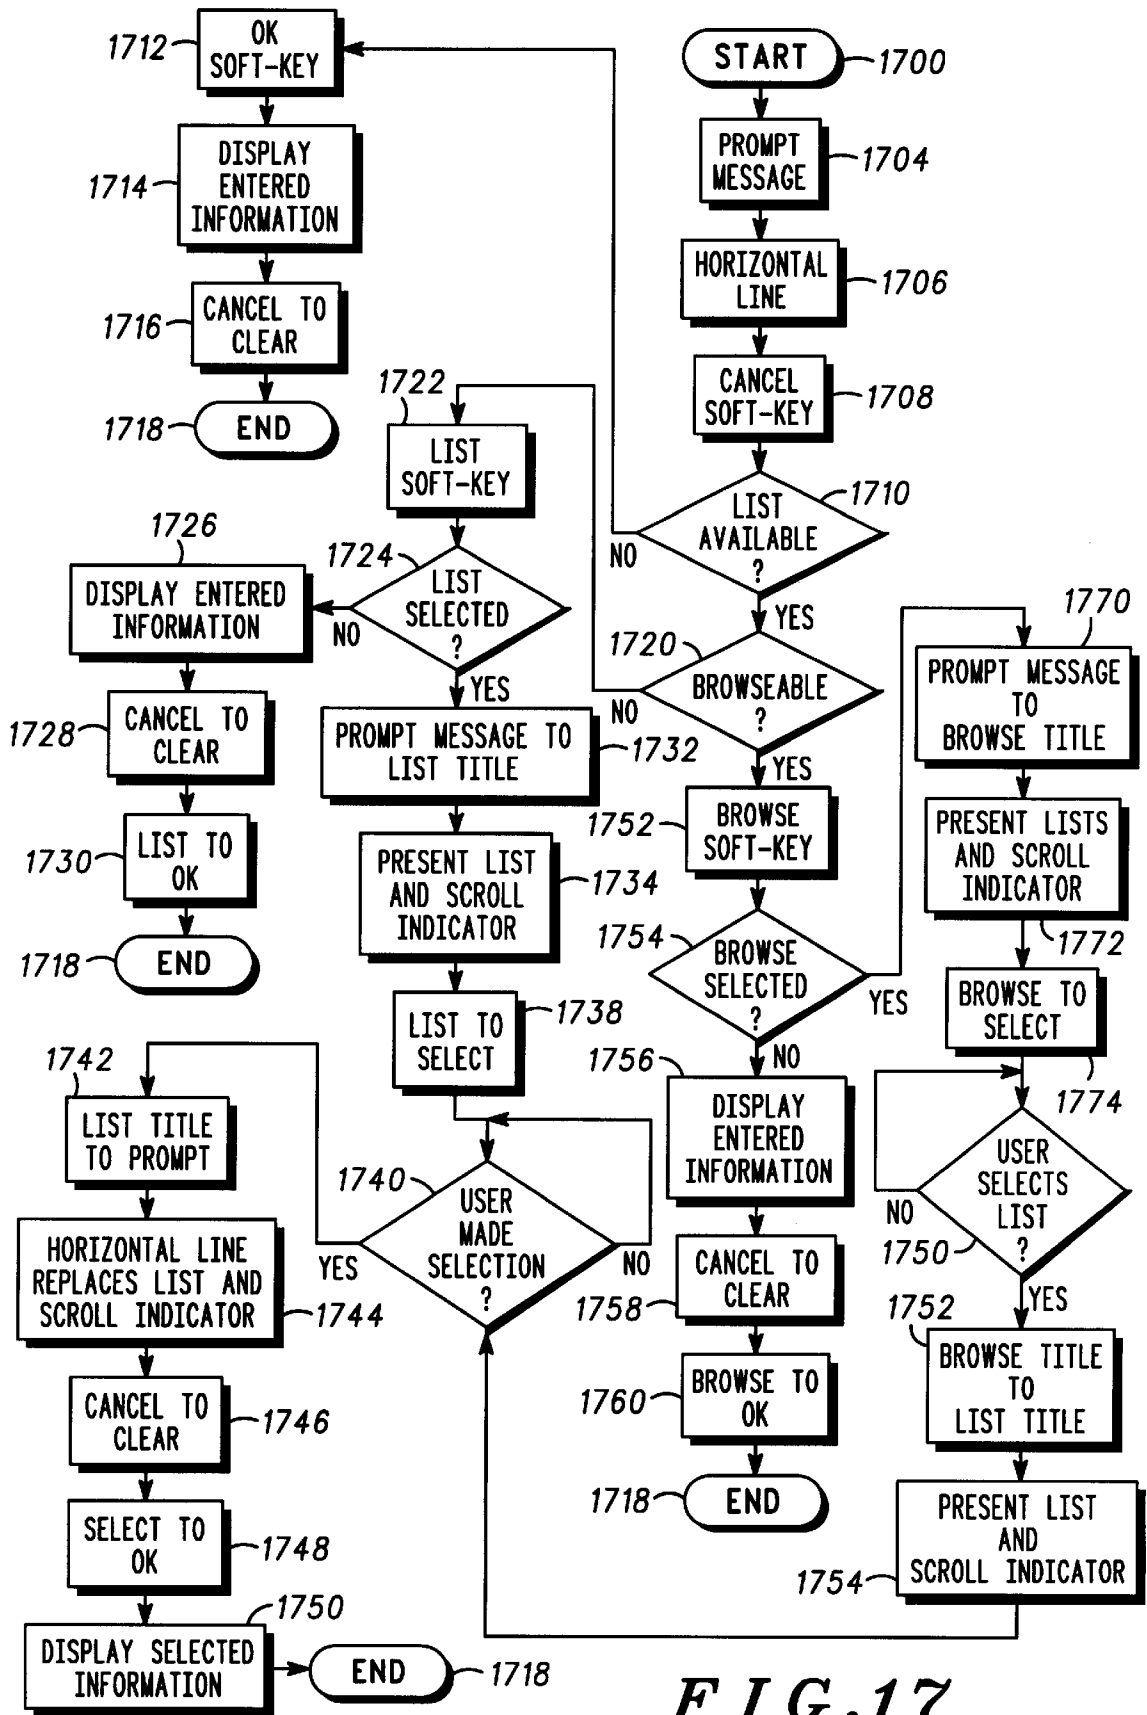 START
1700
PROMPT
MESSAGE
1704
HORIZONTAL
LINE
1706
CANCEL
SOFT-KEY
1708
LIST
AVAILABLE
?
1710
NO
YES
1712
OK
SOFT-KEY
1714
DISPLAY
ENTERED
INFORMATION
1716
CANCEL TO
CLEAR
1718
END
1720
BROWSEABLE
?
NO
YES
1722
LIST
SOFT-KEY
1724
LIST
SELECTED
?
NO
YES
1726
DISPLAY ENTERED
INFORMATION
1728
CANCEL TO
CLEAR
1730
LIST TO
OK
1718
END
PROMPT MESSAGE TO
LIST TITLE
1732
PRESENT LIST
AND SCROLL
INDICATOR
1734
LIST TO
SELECT
1738
1740
USER
MADE
SELECTION
?
YES
NO
1742
LIST TITLE
TO PROMPT
HORIZONTAL LINE
REPLACES LIST AND
SCROLL INDICATOR
1744
CANCEL TO
CLEAR
1746
SELECT TO
OK
1748
1750
DISPLAY SELECTED
INFORMATION
END
1718
1752
BROWSE
SOFT-KEY
1754
BROWSE
SELECTED
?
YES
NO
1756
DISPLAY
ENTERED
INFORMATION
1758
CANCEL TO
CLEAR
1760
BROWSE TO
OK
1718
END
1770
PROMPT MESSAGE
TO
BROWSE TITLE
PRESENT LISTS
AND SCROLL
INDICATOR
1772
BROWSE TO
SELECT
1774
USER
SELECTS
LIST
?
NO
1750
YES
1752
BROWSE TITLE
TO
LIST TITLE
PRESENT LIST
AND
SCROLL INDICATOR
1754
FIG.17